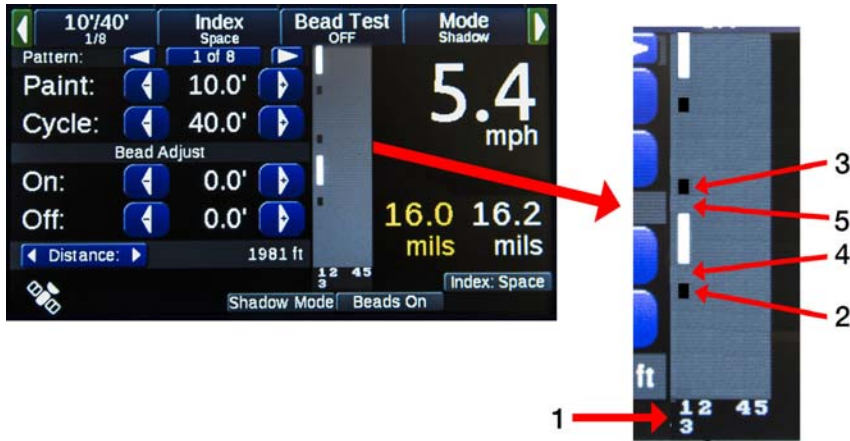 10'/40'
1/8
Index
Space
Bead Test
OFF
Mode
Shadow
Pattern:
1 of 8
Paint:
10.0'
Cycle:
40.0'
Bead Adjust
On:
0.0'
Off:
0.0'
Distance:
1981 ft
5.4
mph
16.0
mils
16.2
mils
12 45
3
Index: Space
Shadow Mode
Beads On
ft
12 45
3
1
3
5
4
2